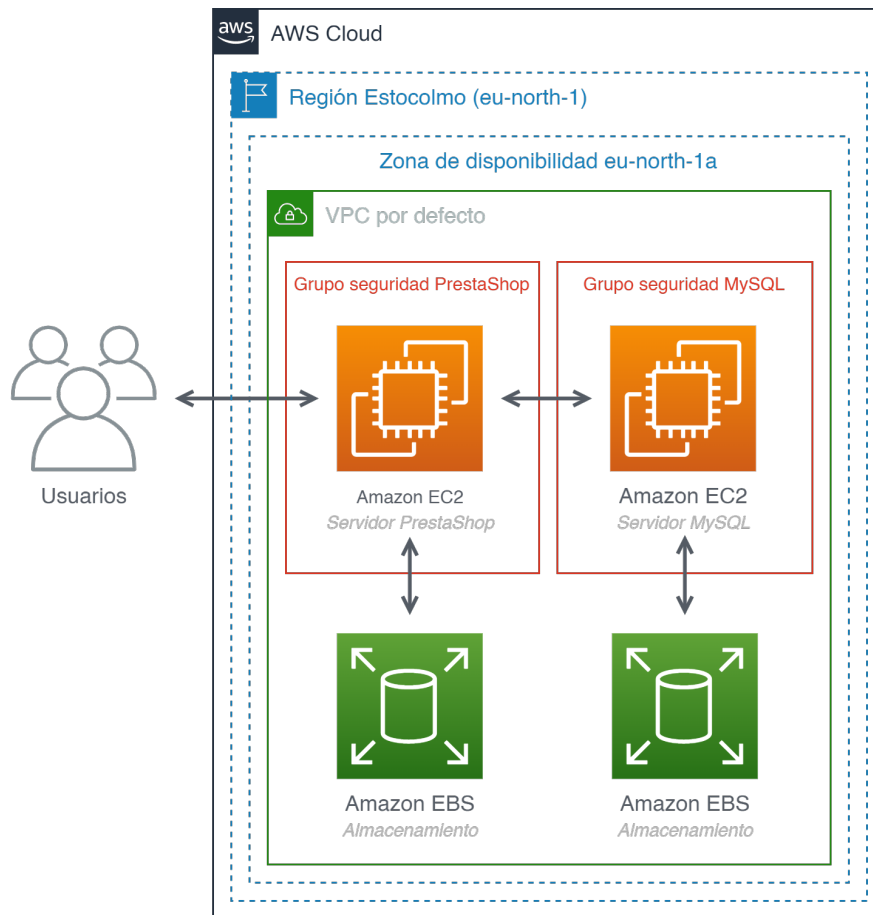 aws
AWS Cloud
Región Estocolmo (eu-north-1)
Zona de disponibilidad eu-north-1a
VPC por defecto
Grupo seguridad PrestaShop
Grupo seguridad MySQL
Usuarios
Amazon EC2
Servidor PrestaShop
Amazon EC2
Servidor MySQL
Amazon EBS
Almacenamiento
Amazon EBS
Almacenamiento